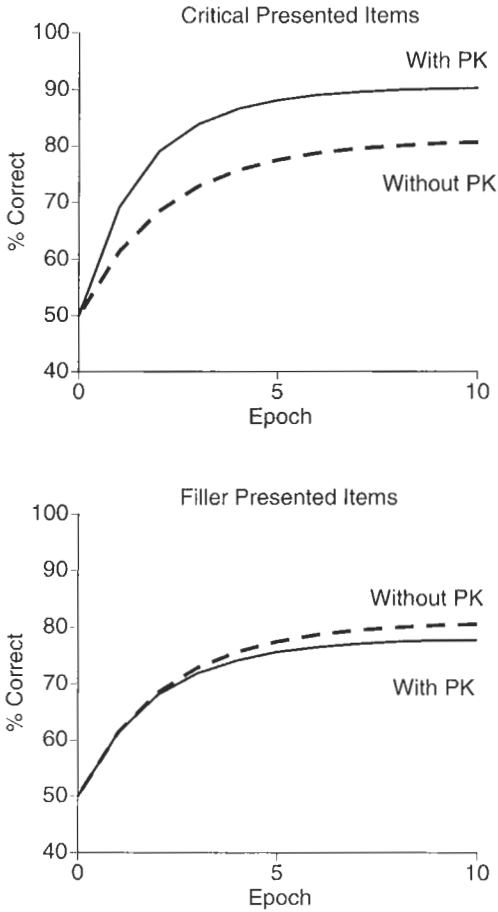 Critical Presented Items
100
With PK
90
80
Without PK
70
% Correct
60
50
40
0
5
10
Epoch
Filler Presented Items
100
90
Without PK
80
70
With PK
% Correct
60
50
40
0
5
10
Epoch